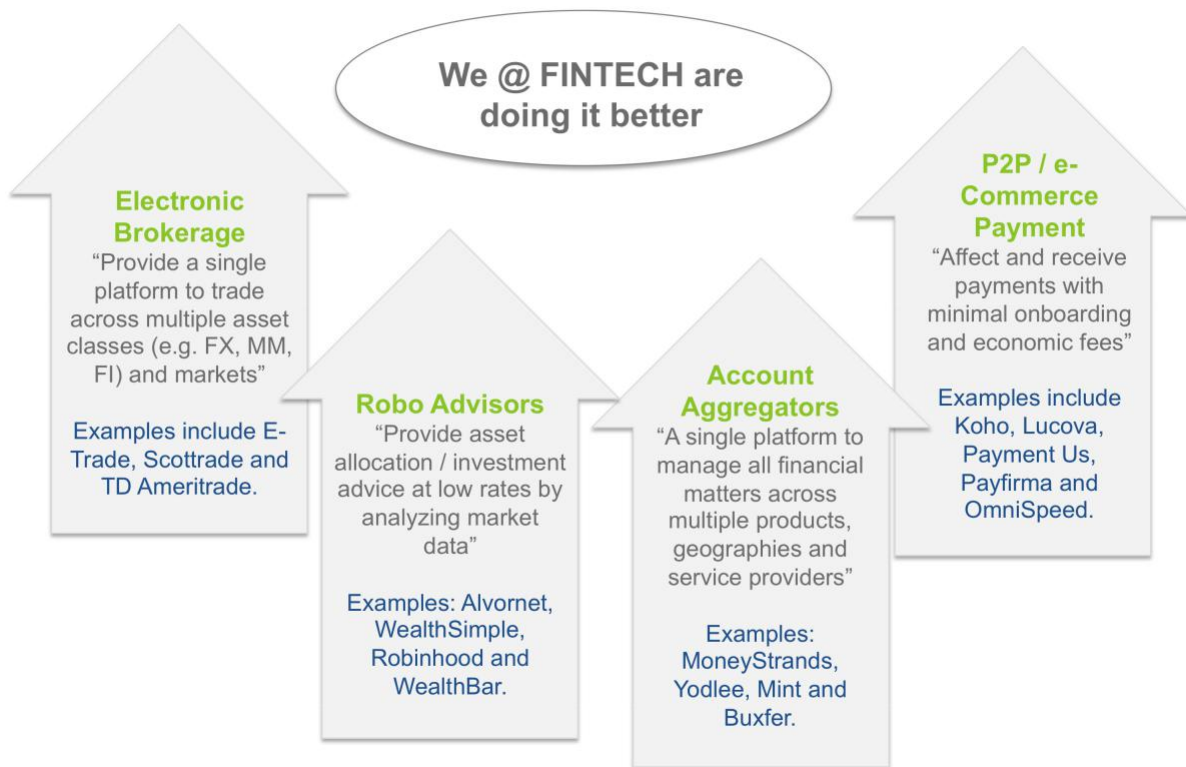 We @ FINTECH are
doing it better
Electronic
Brokerage
“Provide a single
platform to trade
across multiple asset
classes (e.g. FX, MM,
FI) and markets”
Examples include E-
Trade, Scottrade and
TD Ameritrade.
Robo Advisors
“Provide asset
allocation / investment
advice at low rates by
analyzing market
data”
Examples: Alvornet,
WealthSimple,
Robinhood and
WealthBar.
Account
Aggregators
“A single platform to
manage all financial
matters across
multiple products,
geographies and
service providers”
Examples:
MoneyStrands,
Yodlee, Mint and
Buxfer.
P2P / e-
Commerce
Payment
“Affect and receive
payments with
minimal onboarding
and economic fees”
Examples include
Koho, Lucova,
Payment Us,
Payfirma and
OmniSpeed.